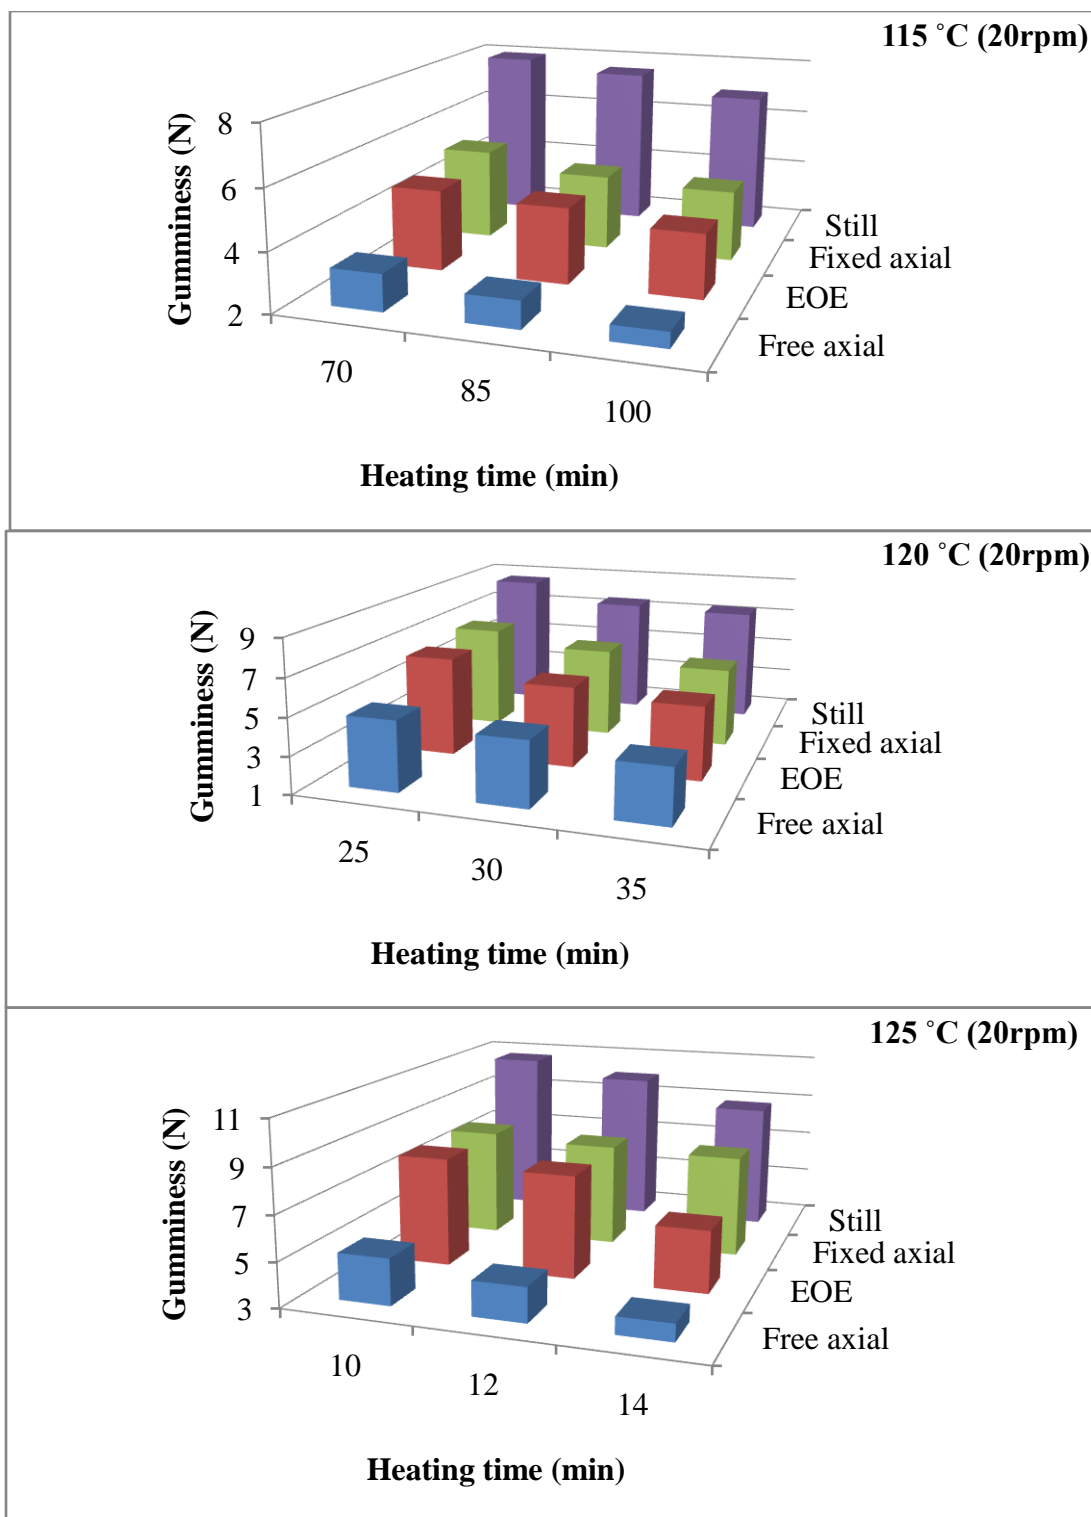 115 ˚C (20rpm)
Gumminess (N)
8
6
4
2
70
85
100
Still
Fixed axial
EOE
Free axial
Heating time (min)
120 ˚C (20rpm)
Gumminess (N)
9
7
5
3
1
25
30
35
Still
Fixed axial
EOE
Free axial
Heating time (min)
125 ˚C (20rpm)
Gumminess (N)
11
9
7
5
3
10
12
14
Still
Fixed axial
EOE
Free axial
Heating time (min)